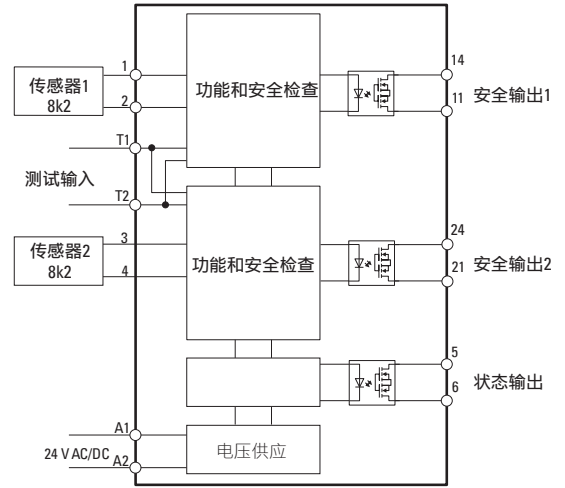 1
传感器1
8k2
2
功能和安全检查
14
11
安全输出1
T1
测试输入
T2
3
传感器2
8k2
4
功能和安全检查
24
21
安全输出2
5
6
状态输出
A1
24 V AC/DC
A2
电压供应